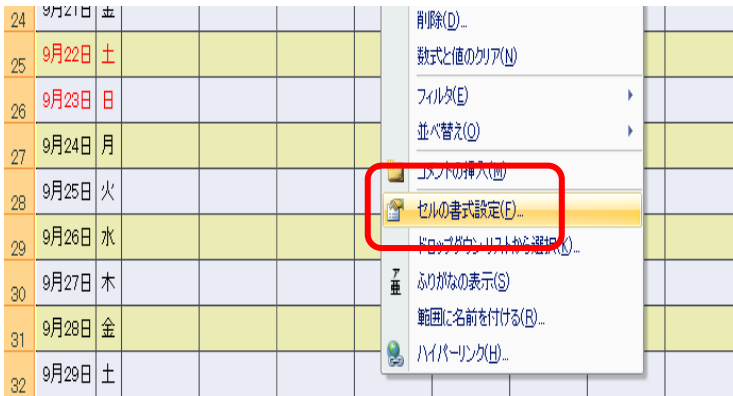 24 9月21日 金
25 9月22日 土
26 9月23日 日
27 9月24日 月
28 9月25日 火
29 9月26日 水
30 9月27日 木
31 9月28日 金
32 9月29日 土
削除(D)...
数式と値のクリア(N)
フィルタ(E)
並べ替え(O)
コメントの挿入(M)
セルの書式設定(F)...
ドロップダウン リストから選択(K)...
ア亜 ふりがなの表示(S)
範囲に名前を付ける(R)...
ハイパーリンク(H)...